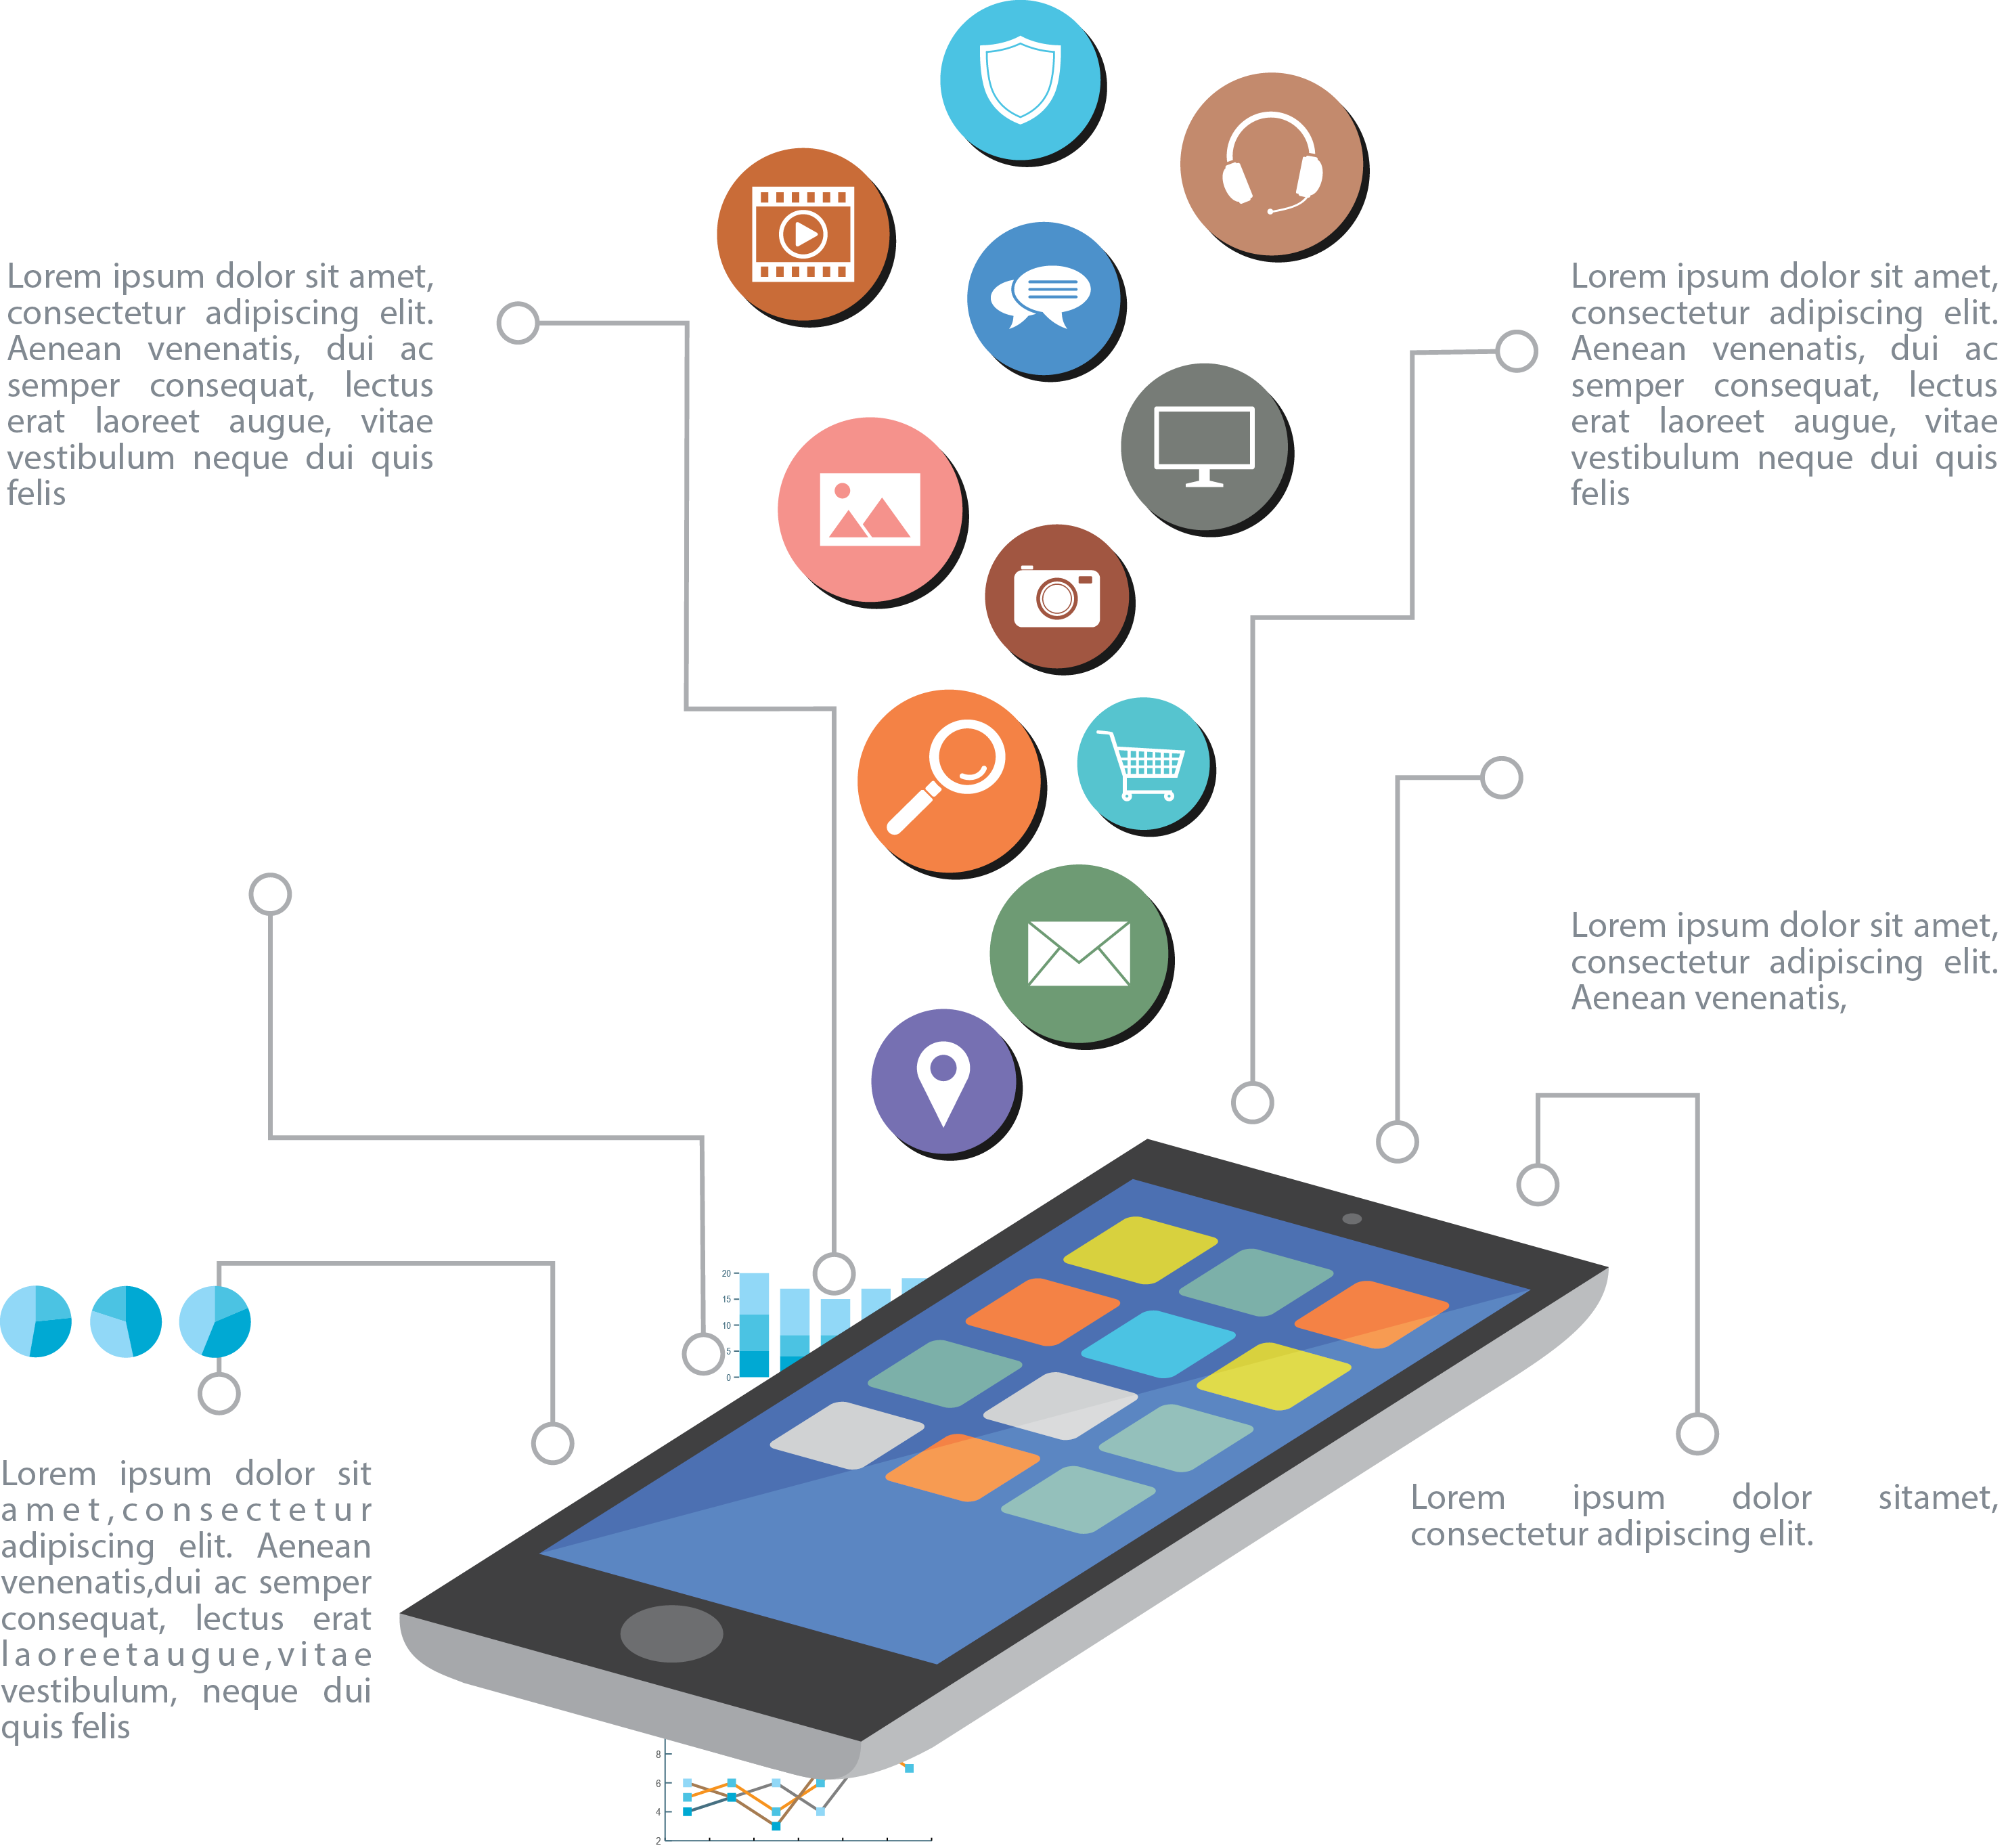 Lorem ipsum dolor sit amet,
consectetur adipiscing elit.
Aenean venenatis, dui ac
semper consequat, lectus
erat laoreet augue, vitae
vestibulum neque dui quis
felis
Lorem ipsum dolor sit amet,
consectetur adipiscing elit.
Aenean venenatis, dui ac
semper consequat, lectus
erat laoreet augue, vitae
vestibulum neque dui quis
felis
Lorem ipsum dolor sit amet,
consectetur adipiscing elit.
Aenean venenatis,
20
15
10
5
0
Lorem ipsum dolor sit
amet,consectetur
adipiscing elit. Aenean
venenatis,dui ac semper
consequat, lectus erat
laoreetaugue,vitae
vestibulum, neque dui
quis felis
Lorem ipsum dolor sitamet,
consectetur adipiscing elit.
8
6
4
2